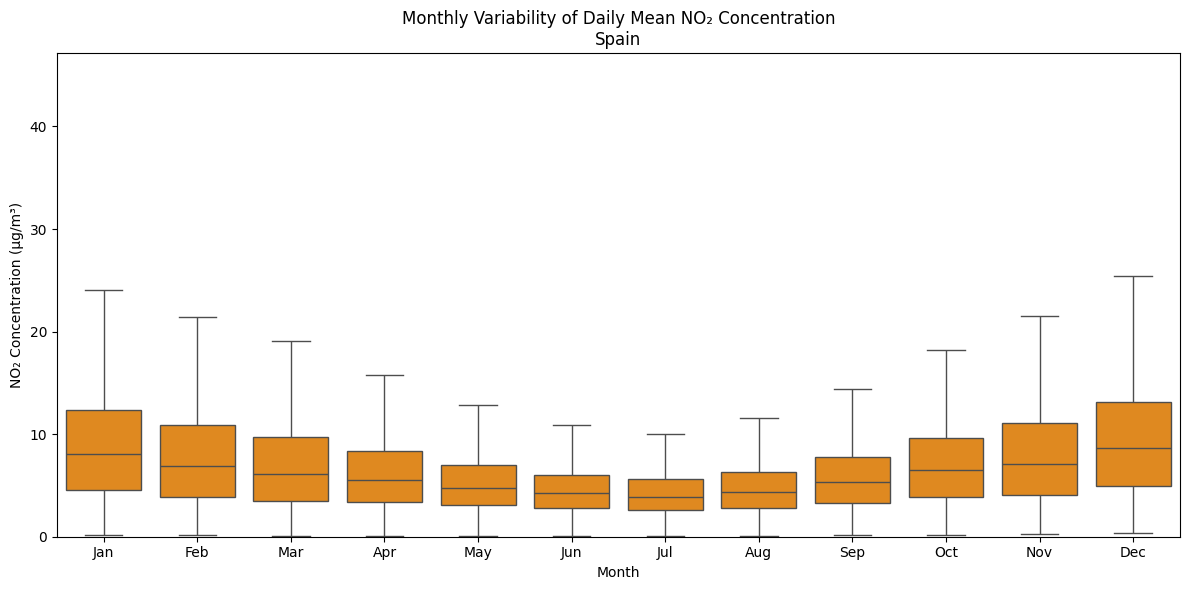 Monthly Variability of Daily Mean NO₂ Concentration
Spain
NO₂ Concentration (µg/m³)
40
30
20
10
0
Jan Feb Mar Apr May Jun Jul Aug Sep Oct Nov Dec
Month